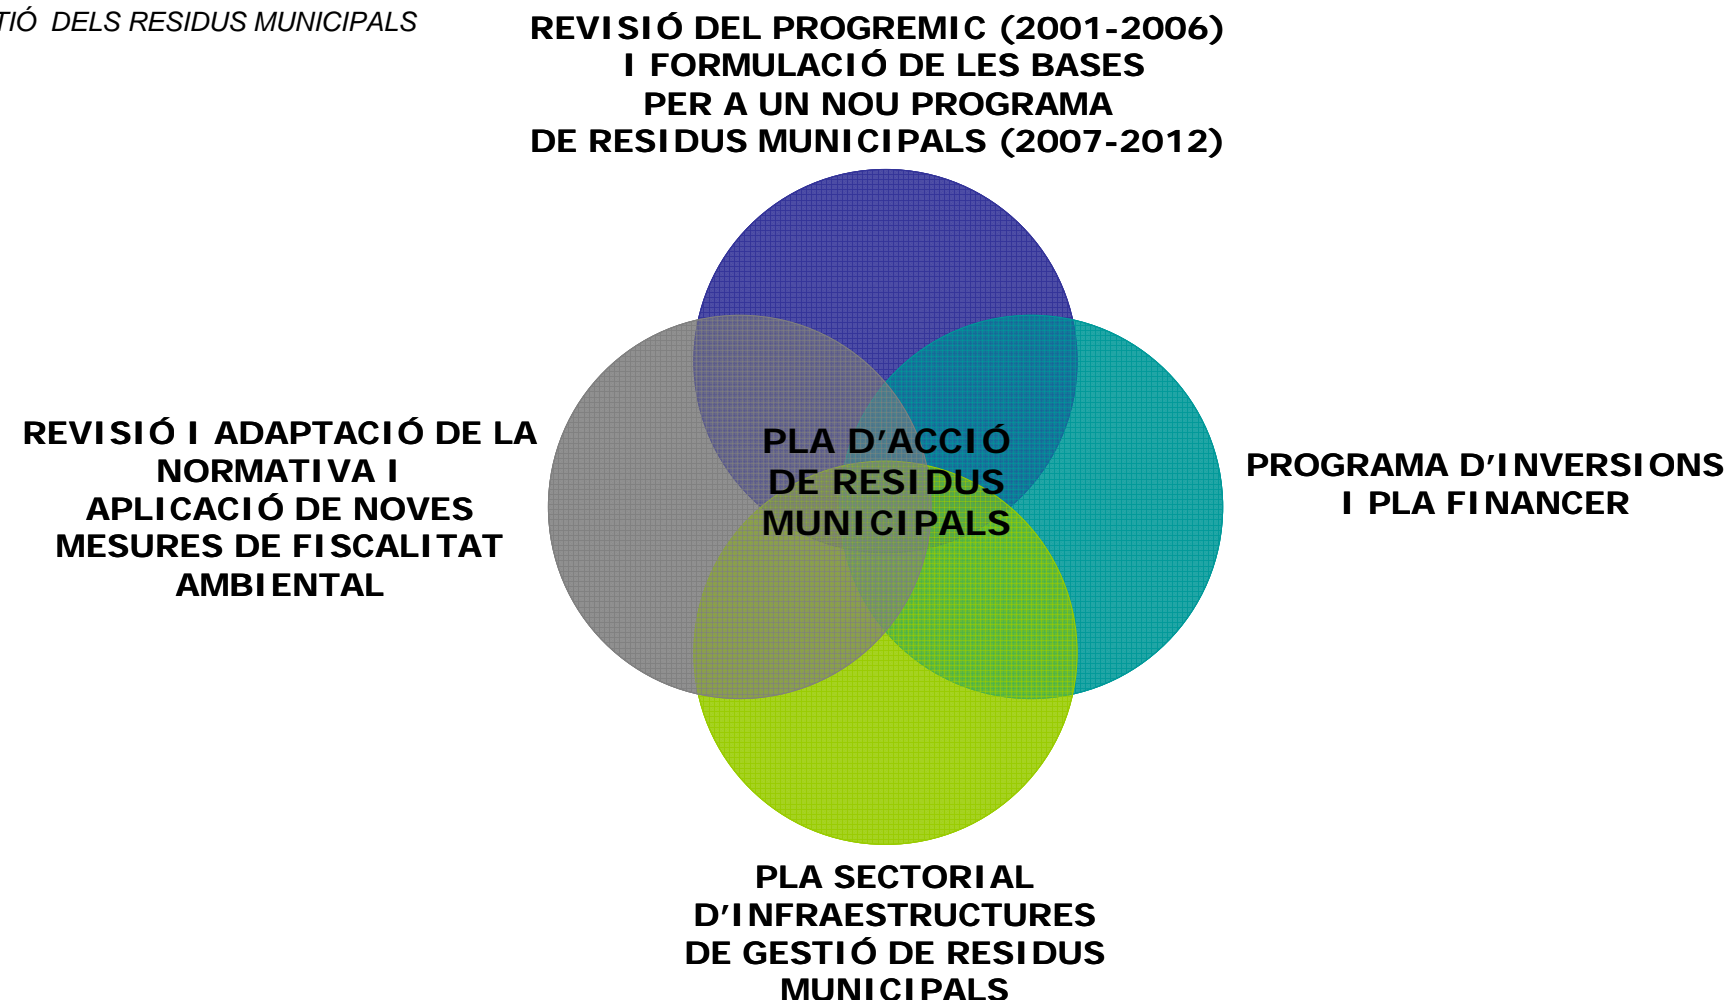 DELS RESIDUS MUNICIPALS
REVISIÓ DEL PROGREMIC (2001-2006)
I FORMULACIÓ DE LES BASES
PER A UN NOU PROGRAMA
DE RESIDUS MUNICIPALS (2007-2012)
REVISIÓ I ADAPTACIÓ DE LA
NORMATIVA I
APLICACIÓ DE NOVES
MESURES DE FISCALITAT
AMBIENTAL
PLA D’ACCIÓ
DE RESIDUS
MUNICIPALS
PROGRAMA D’INVERSIONS
I PLA FINANCER
PLA SECTORIAL
D’INFRAESTRUCTURES
DE GESTIÓ DE RESIDUS
MUNICIPALS